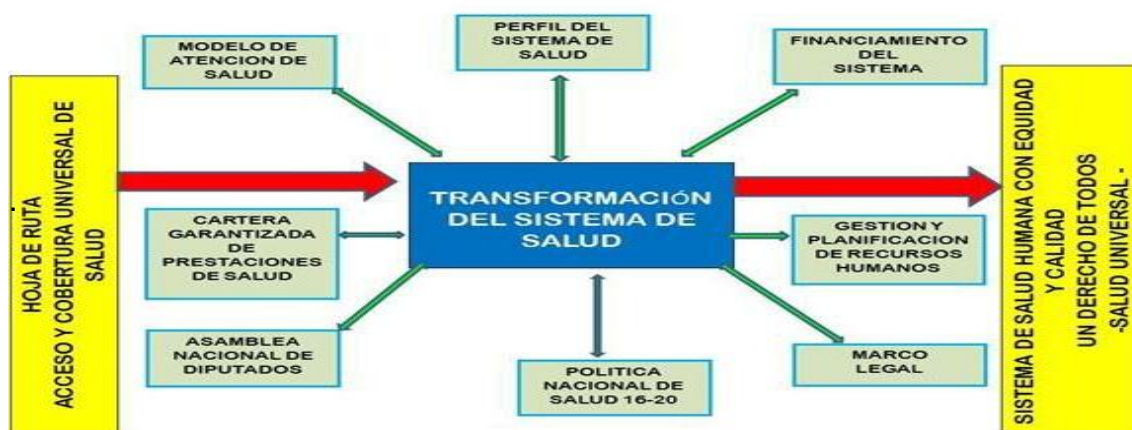 HOJA DE RUTA
ACCESO Y COBERTURA UNIVERSAL DE
SALUD
MODELO DE
ATENCION DE
SALUD
PERFIL DEL
SISTEMA DE
SALUD
FINANCIAMIENTO
DEL
SISTEMA
TRANSFORMACIÓN
DEL SISTEMA DE
SALUD
CARTERA
GARANTIZADA
DE
PRESTACIONES
DE SALUD
GESTION Y
PLANIFICACION
DE RECURSOS
HUMANOS
ASAMBLEA
NACIONAL DE
DIPUTADOS
POLITICA
NACIONAL DE
SALUD 16-20
MARCO
LEGAL
SISTEMA DE SALUD HUMANA CON EQUIDAD
Y CALIDAD
UN DERECHO DE TODOS
-SALUD UNIVERSAL -